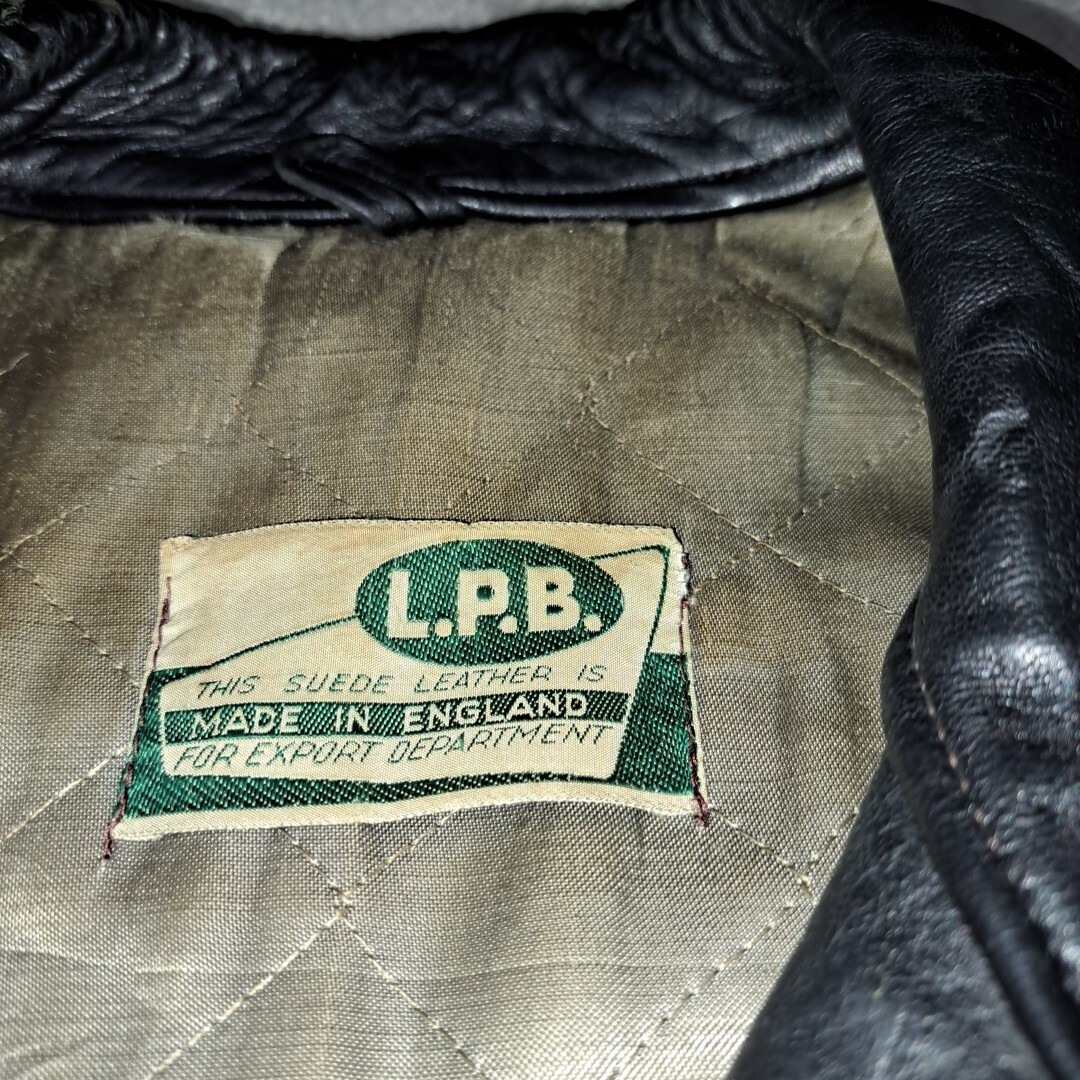 L.P.B.
THIS SUEDE LEATHER IS
MADE IN ENGLAND
FOR EXPORT DEPARTMENT